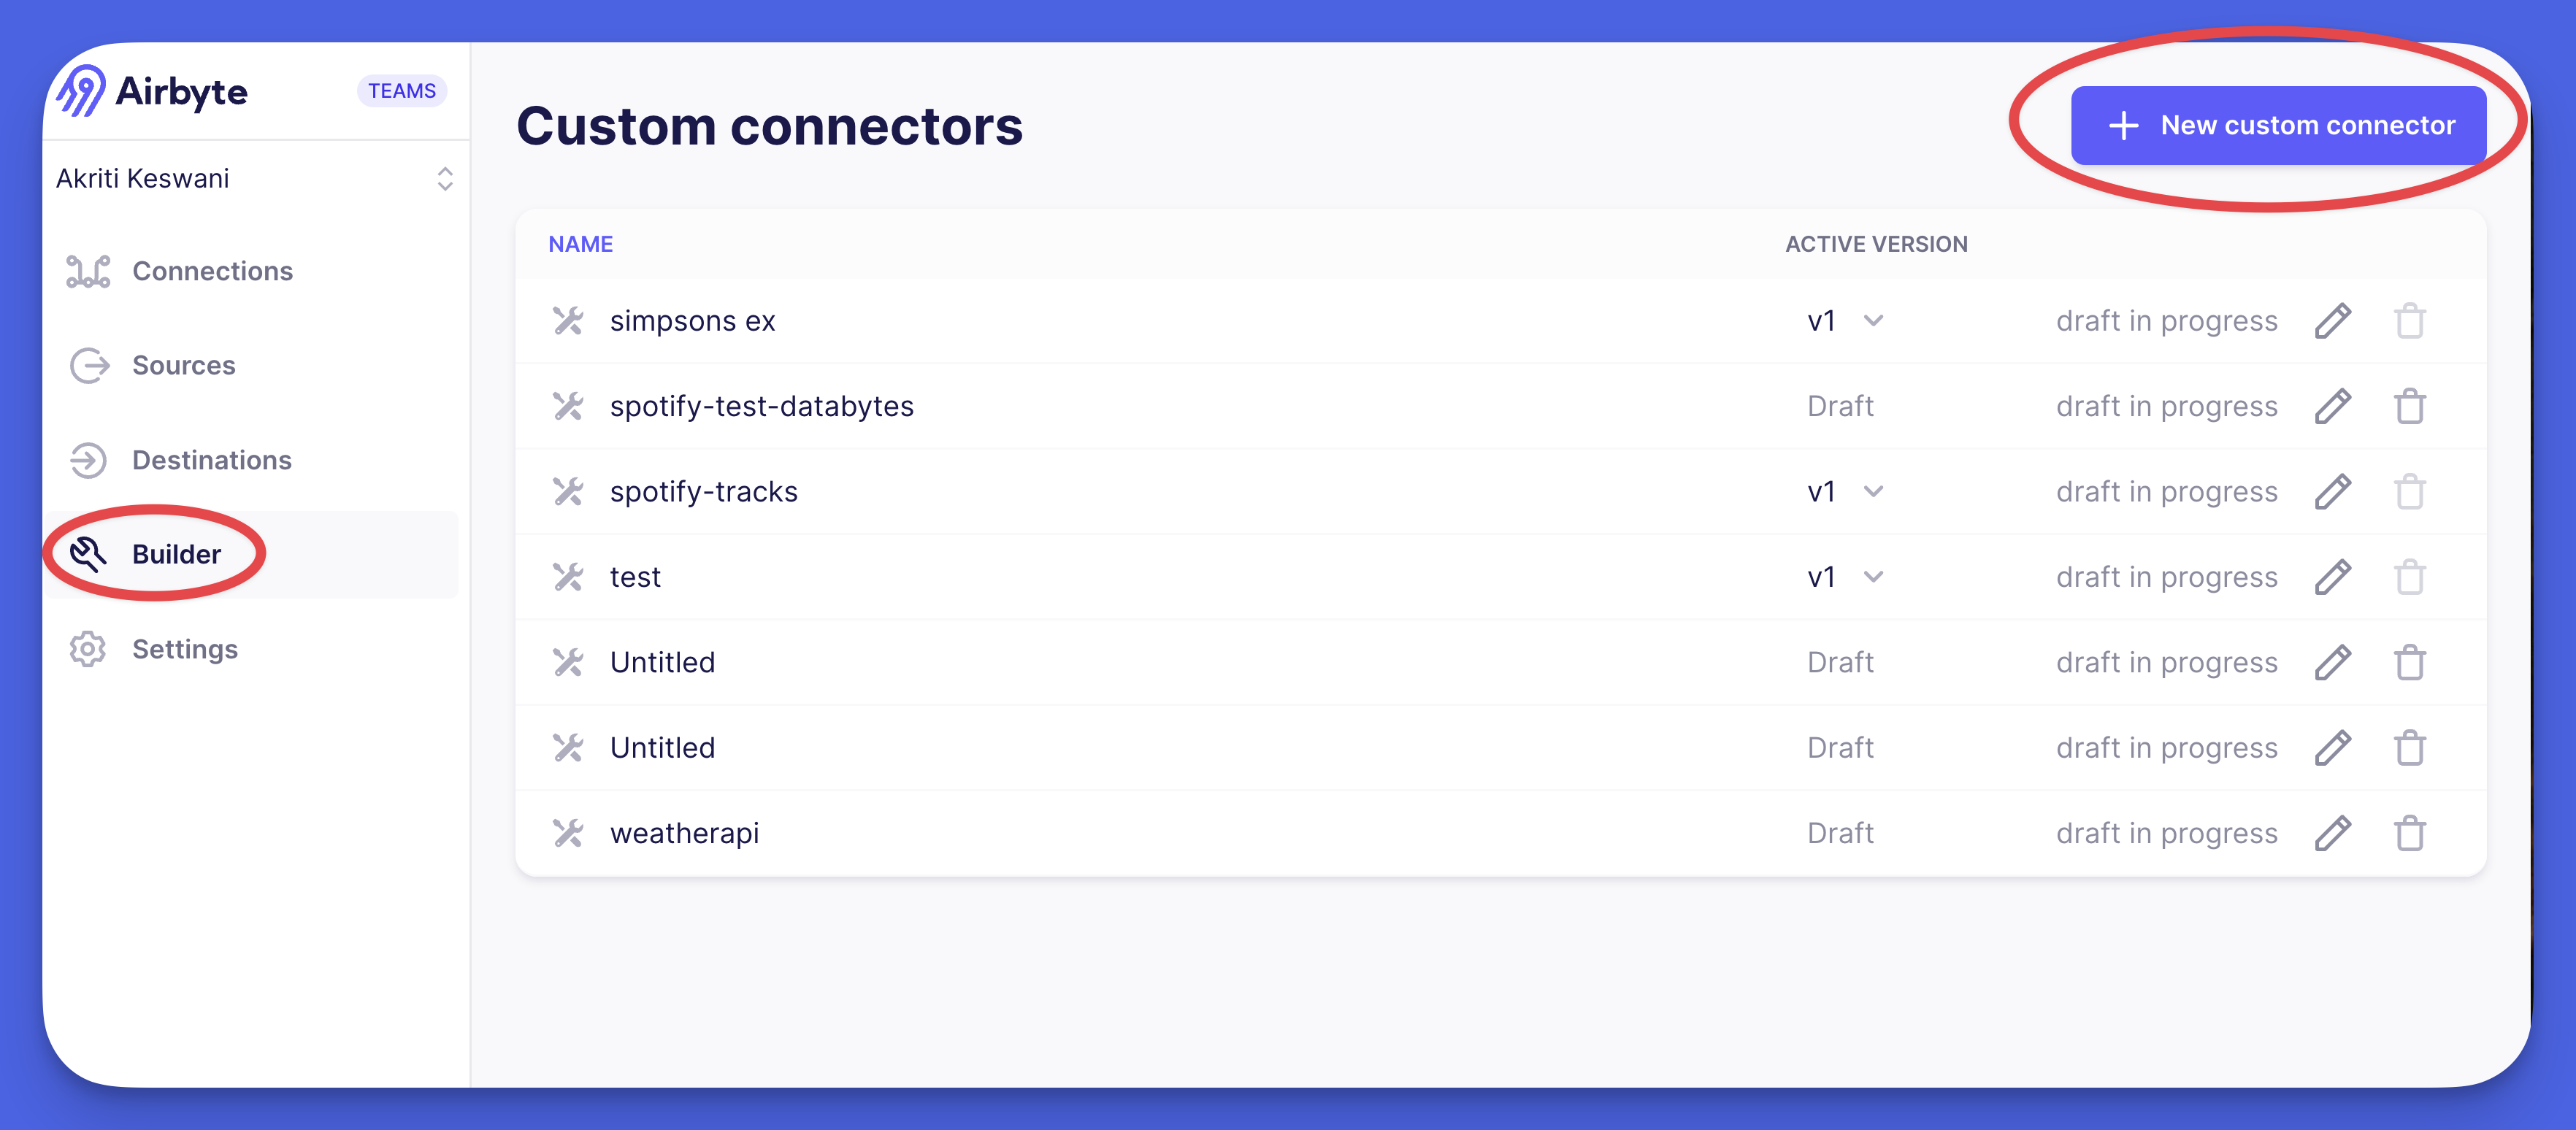 Airbyte TEAMS
Akriti Keswani
Connections
Sources
Destinations
Builder
Settings
Custom connectors
New custom connector
NAME ACTIVE VERSION
simpsons ex v1 draft in progress
spotify-test-databytes Draft draft in progress
spotify-tracks v1 draft in progress
test v1 draft in progress
Untitled Draft draft in progress
Untitled Draft draft in progress
weatherapi Draft draft in progress